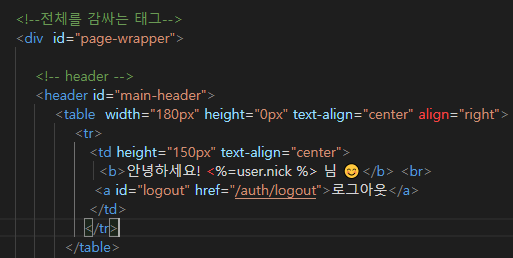 <!--전체를 감싸는 태그-->
<div  id="page-wrapper">
<!-- header -->
<header id="main-header">
<table  width="180px" height="0px" text-align="center" align="right">
<tr>
<td height="150px" text-align="center">
<b>안녕하세요! <%=user.nick %> 님 😊</b> <br>
<a id="logout" href="/auth/logout">로그아웃</a>
</td>
</tr>
</table>